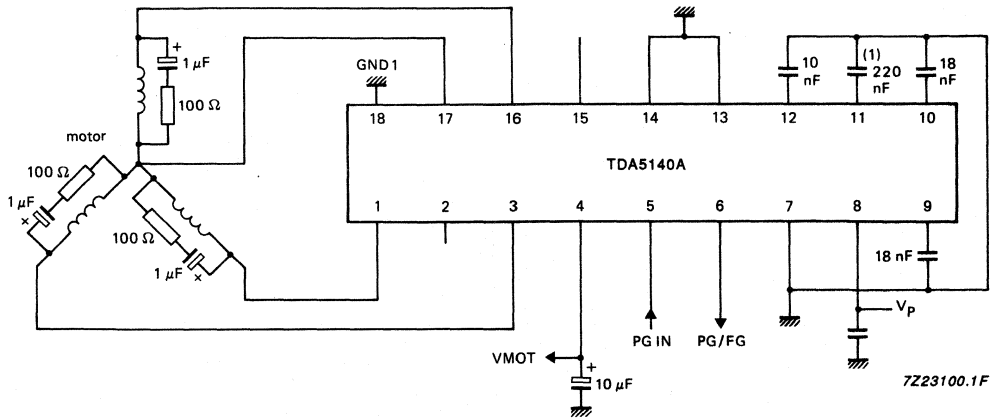 +
1 µF
100 Ω
motor
100 Ω
1 µF
+
100 Ω
1 µF
+
GND1
18 17 16 15 14 13 12 11 10
TDA5140A
1 2 3 4 5 6 7 8 9
10 nF
(1) 220 nF
18 nF
18 nF
VP
PG IN
PG/FG
VMOT
+
10 µF
7Z23100.1F